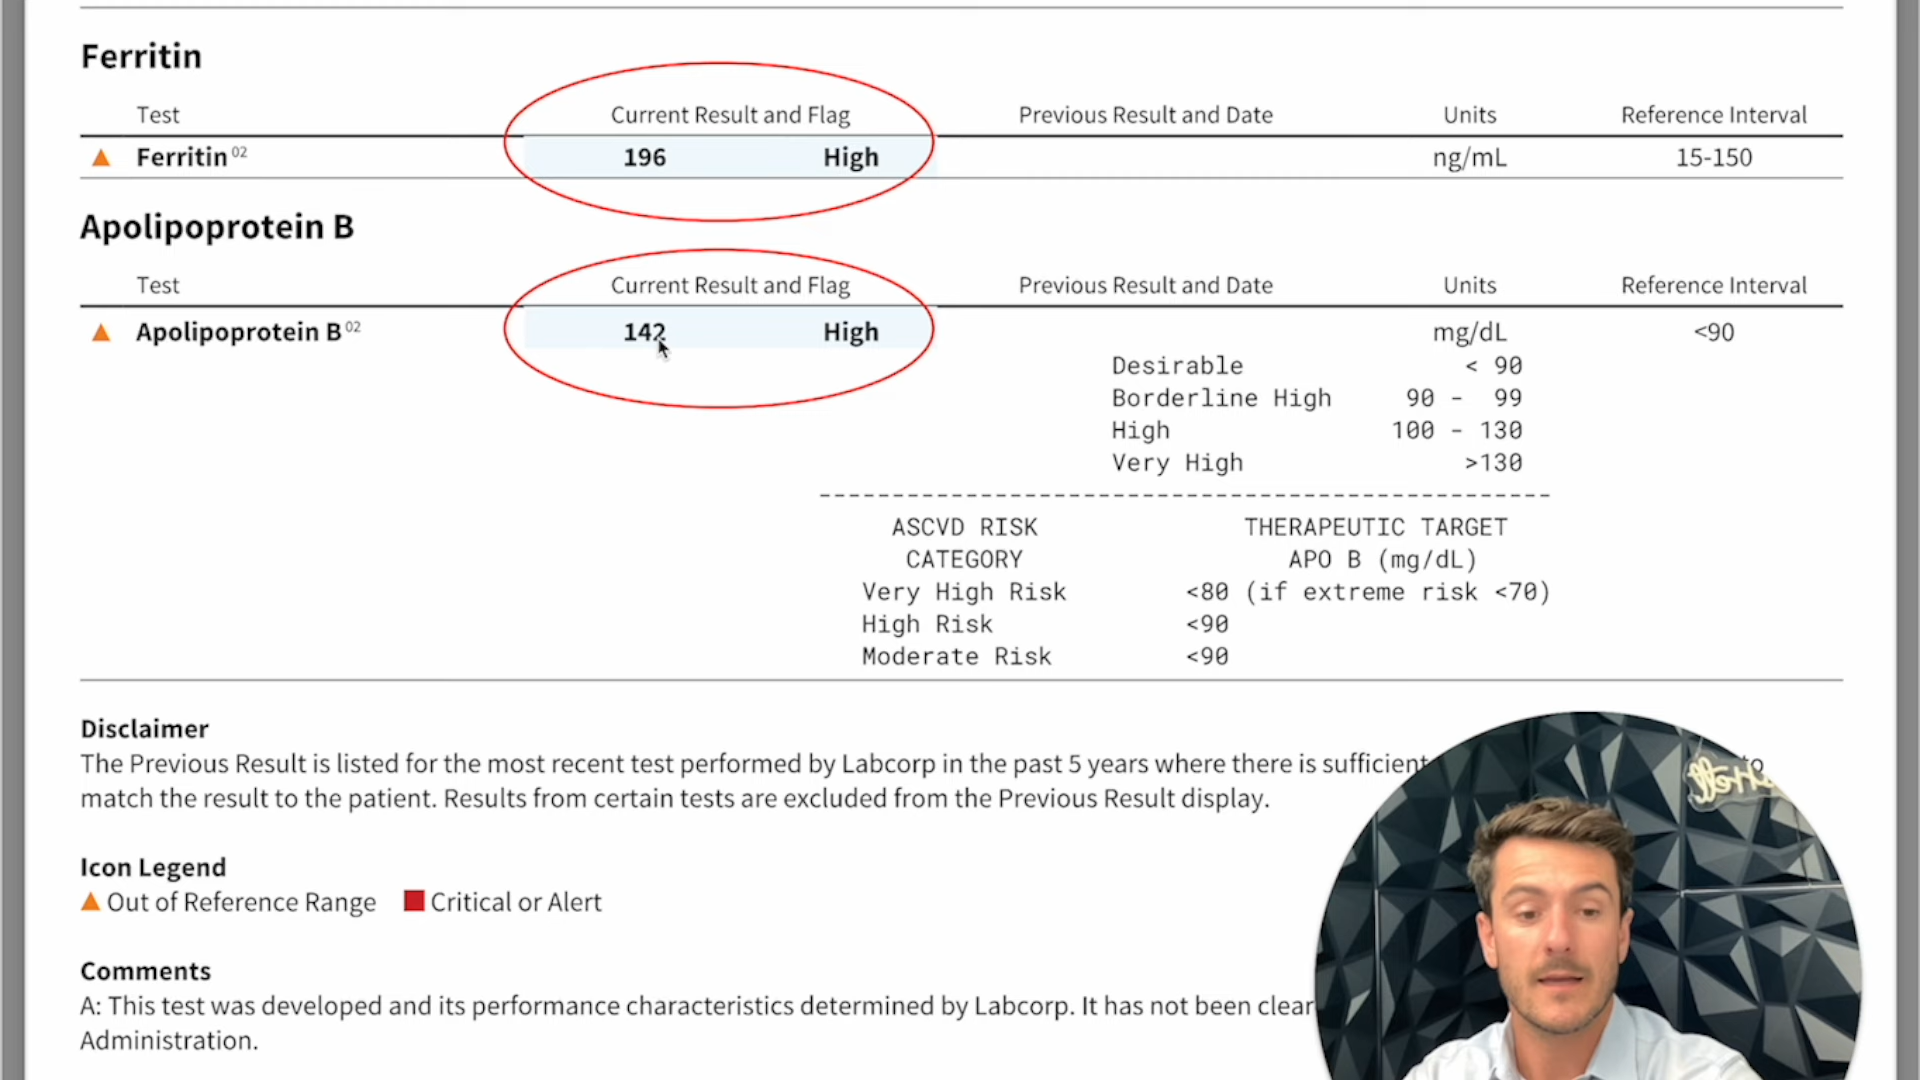 Ferritin
Test Current Result and Flag Previous Result and Date Units Reference Interval
Ferritin 02 196 High ng/mL 15-150
Apolipoprotein B
Test Current Result and Flag Previous Result and Date Units Reference Interval
Apolipoprotein B 02 142 High mg/dL <90
Desirable < 90
Borderline High 90 - 99
High 100 - 130
Very High >130
--------------------------------------------------
ASCVD RISK THERAPEUTIC TARGET
CATEGORY APO B (mg/dL)
Very High Risk <80 (if extreme risk <70)
High Risk <90
Moderate Risk <90
Disclaimer
The Previous Result is listed for the most recent test performed by Labcorp in the past 5 years where there is sufficient to
match the result to the patient. Results from certain tests are excluded from the Previous Result display.
Icon Legend
Out of Reference Range Critical or Alert
Comments
A: This test was developed and its performance characteristics determined by Labcorp. It has not been clear
Administration.